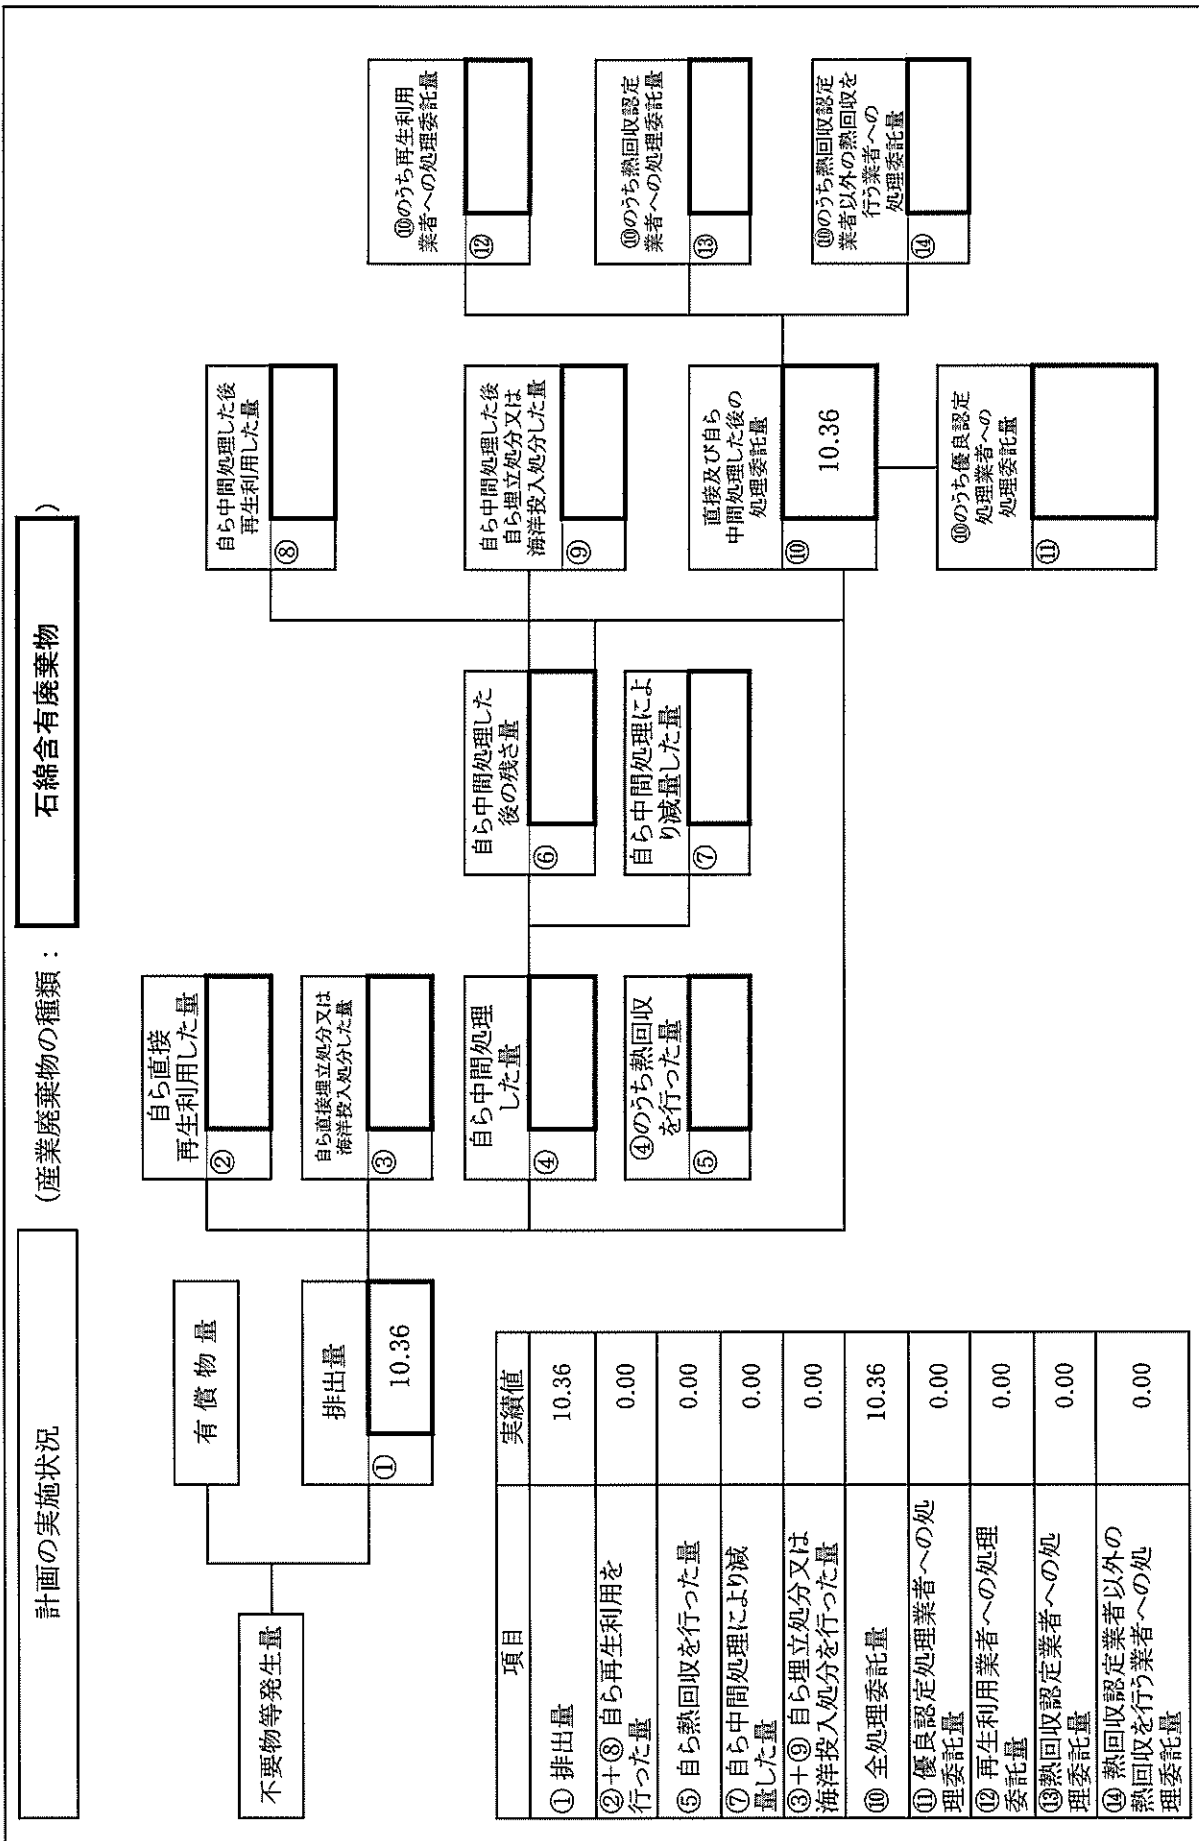 計画の実施状況
(産業廃棄物の種類：
石綿含有廃棄物
)
不要物等発生量
有償物量
排出量
①
10.36
自ら直接
再生利用した量
②
自ら直接埋立処分又は
海洋投入処分した量
③
自ら中間処理
した量
④
④のうち熱回収
を行った量
⑤
自ら中間処理した
後の残さ量
⑥
自ら中間処理によ
り減量した量
⑦
自ら中間処理した後
再生利用した量
⑧
自ら中間処理した後
自ら埋立処分又は
海洋投入処分した量
⑨
直接及び自ら
中間処理した後の
処理委託量
⑩
10.36
⑩のうち優良認定
処理業者への
処理委託量
⑪
⑩のうち再生利用
業者への処理委託量
⑫
⑩のうち熱回収認定
業者への処理委託量
⑬
⑩のうち熱回収認定
業者以外の熱回収を
行う業者への
処理委託量
⑭
項目 実績値
① 排出量 10.36
②＋⑧ 自ら再生利用を
行った量 0.00
⑤ 自ら熱回収を行った量 0.00
⑦ 自ら中間処理により減
量した量 0.00
③＋⑨ 自ら埋立処分又は
海洋投入処分を行った量 0.00
⑩ 全処理委託量 10.36
⑪ 優良認定処理業者への処
理委託量 0.00
⑫ 再生利用業者への処理
委託量 0.00
⑬熱回収認定業者への処
理委託量 0.00
⑭ 熱回収認定業者以外の
熱回収を行う業者への処
理委託量 0.00